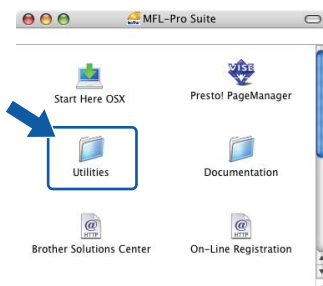 MFL-Pro Suite
VISE
Start Here OSX
Presto! PageManager
Utilities
Documentation
@
HTTP
@
HTTP
Brother Solutions Center
On-Line Registration